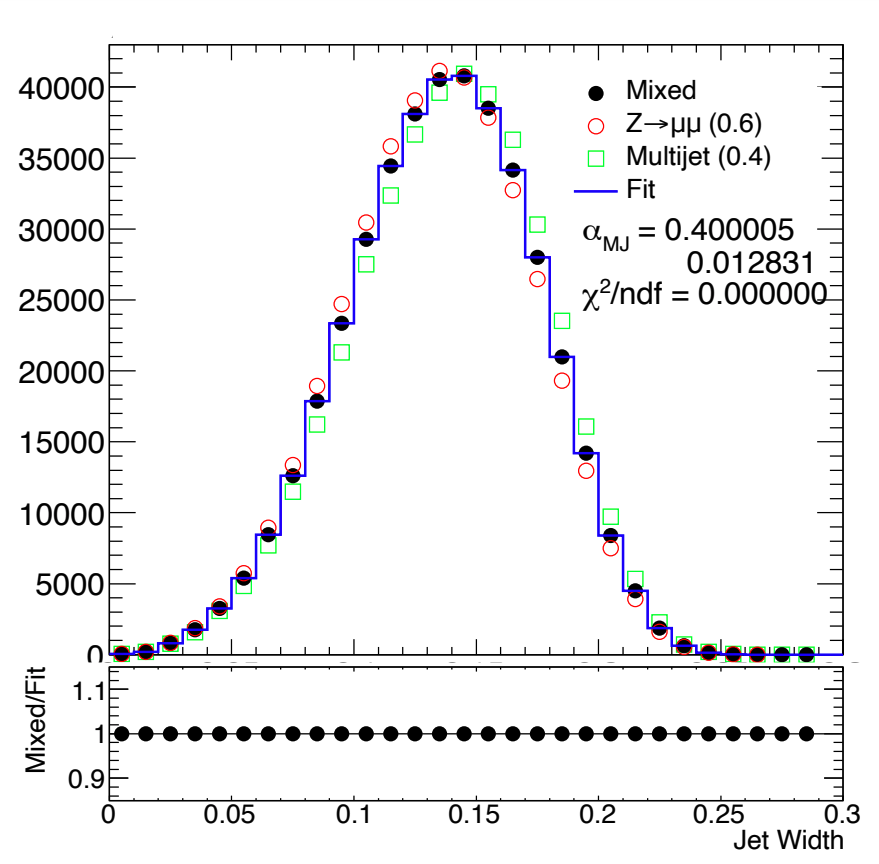 40000
35000
30000
25000
20000
15000
10000
5000
0
Mixed
Z→μμ (0.6)
Multijet (0.4)
Fit
αMJ = 0.400005
0.012831
χ²/ndf = 0.000000
Mixed/Fit
1.1
1
0.9
0 0.05 0.1 0.15 0.2 0.25 0.3
Jet Width